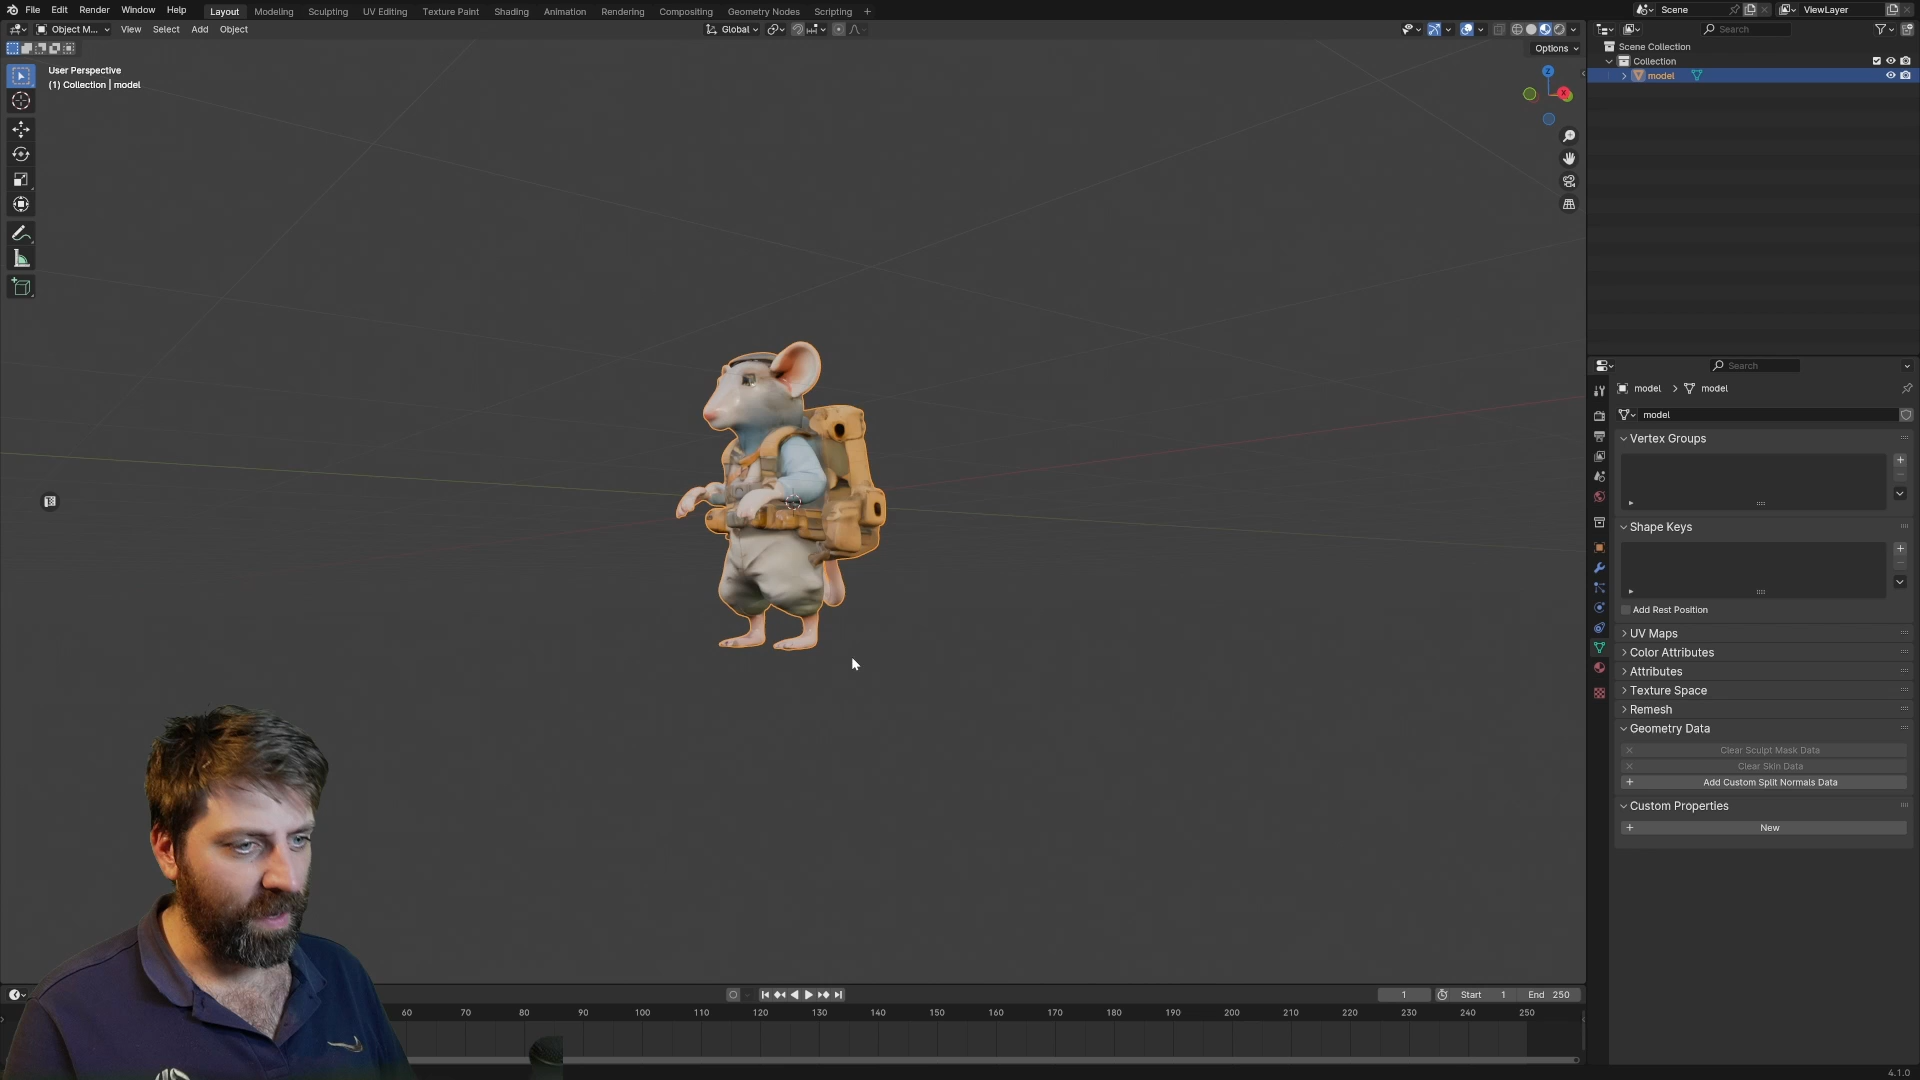 File Edit Render Window Help Layout Modeling Sculpting UV Editing Texture Paint Shading Animation Rendering Compositing Geometry Nodes Scripting + Scene ViewLayer
Object M... View Select Add Object Global Search
Options
User Perspective
(1) Collection | model
Z
X
Scene Collection
Collection
model
Search
model > model
model
Vertex Groups
Shape Keys
Add Rest Position
UV Maps
Color Attributes
Attributes
Texture Space
Remesh
Geometry Data
Clear Sculpt Mask Data
Clear Skin Data
Add Custom Split Normals Data
Custom Properties
New
1 Start 1 End 250
60 70 80 90 100 110 120 130 140 150 160 170 180 190 200 210 220 230 240 250
4.1.0